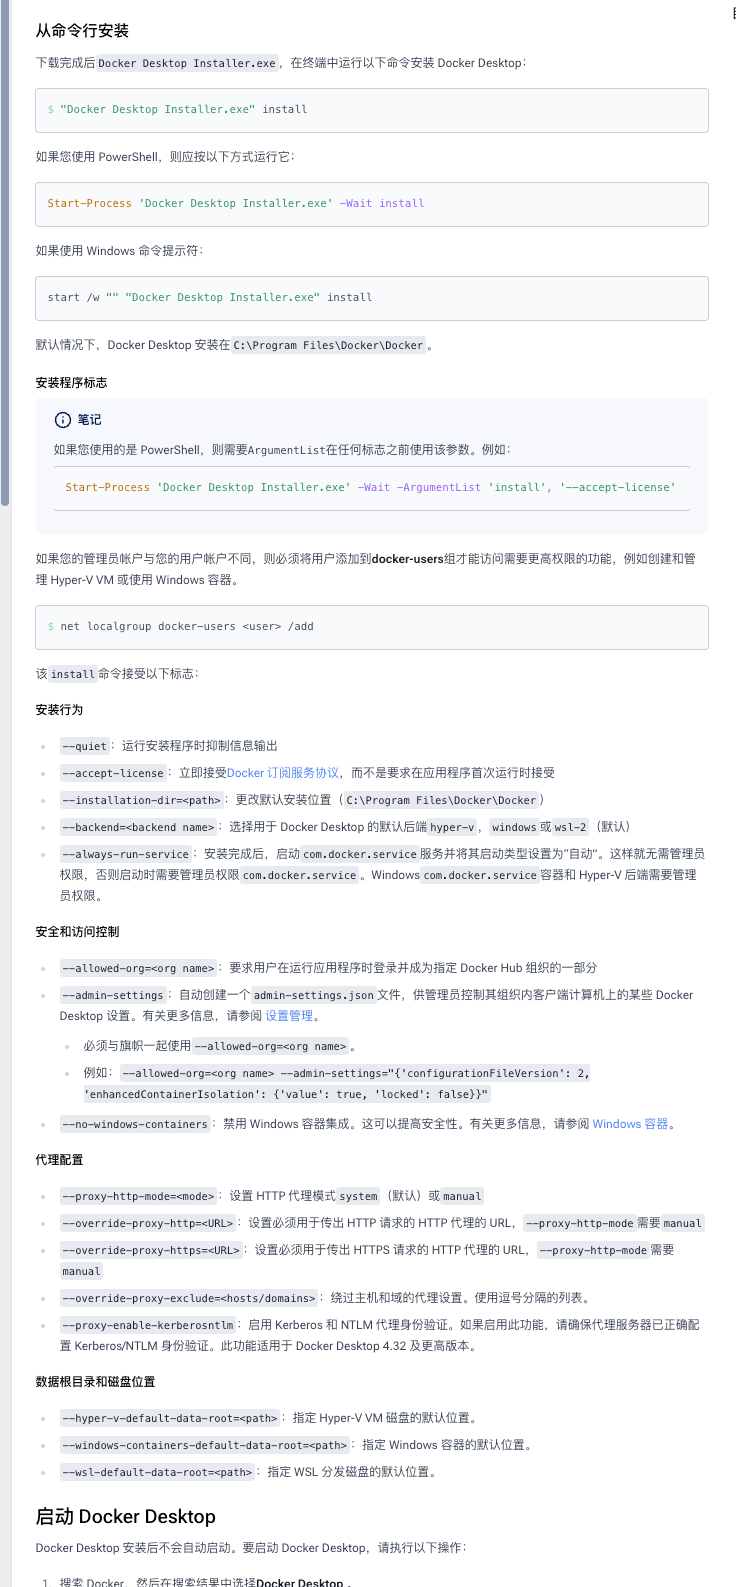 从命令行安装
下载完成后Docker Desktop Installer.exe，在终端中运行以下命令安装 Docker Desktop：
$ "Docker Desktop Installer.exe" install
如果您使用 PowerShell，则应按以下方式运行它：
Start-Process 'Docker Desktop Installer.exe' -Wait install
如果使用 Windows 命令提示符：
start /w "" "Docker Desktop Installer.exe" install
默认情况下，Docker Desktop 安装在C:\Program Files\Docker\Docker。
安装程序标志
笔记
如果您使用的是 PowerShell，则需要ArgumentList在任何标志之前使用该参数。例如：
Start-Process 'Docker Desktop Installer.exe' -Wait -ArgumentList 'install', '--accept-license'
如果您的管理员帐户与您的用户帐户不同，则必须将用户添加到docker-users组才能访问需要更高权限的功能，例如创建和管
理 Hyper-V VM 或使用 Windows 容器。
$ net localgroup docker-users <user> /add
该install命令接受以下标志：
安装行为
--quiet：运行安装程序时抑制信息输出
--accept-license：立即接受Docker 订阅服务协议，而不是要求在应用程序首次运行时接受
--installation-dir=<path>：更改默认安装位置（C:\Program Files\Docker\Docker）
--backend=<backend name>：选择用于 Docker Desktop 的默认后端hyper-v，windows或wsl-2（默认）
--always-run-service：安装完成后，启动com.docker.service服务并将其启动类型设置为“自动”。这样就无需管理员
权限，否则启动时需要管理员权限com.docker.service。Windowscom.docker.service容器和 Hyper-V 后端需要管理
员权限。
安全和访问控制
--allowed-org=<org name>：要求用户在运行应用程序时登录并成为指定 Docker Hub 组织的一部分
--admin-settings：自动创建一个admin-settings.json文件，供管理员控制其组织内客户端计算机上的某些 Docker
Desktop 设置。有关更多信息，请参阅 设置管理。
必须与旗帜一起使用--allowed-org=<org name>。
例如：--allowed-org=<org name> --admin-settings="{'configurationFileVersion': 2,
'enhancedContainerIsolation': {'value': true, 'locked': false}}"
--no-windows-containers：禁用 Windows 容器集成。这可以提高安全性。有关更多信息，请参阅 Windows 容器。
代理配置
--proxy-http-mode=<mode>：设置 HTTP 代理模式system（默认）或manual
--override-proxy-http=<URL>：设置必须用于传出 HTTP 请求的 HTTP 代理的 URL，--proxy-http-mode需要manual
--override-proxy-https=<URL>：设置必须用于传出 HTTPS 请求的 HTTP 代理的 URL，--proxy-http-mode需要
manual
--override-proxy-exclude=<hosts/domains>：绕过主机和域的代理设置。使用逗号分隔的列表。
--proxy-enable-kerberosntlm：启用 Kerberos 和 NTLM 代理身份验证。如果启用此功能，请确保代理服务器已正确配
置 Kerberos/NTLM 身份验证。此功能适用于 Docker Desktop 4.32 及更高版本。
数据根目录和磁盘位置
--hyper-v-default-data-root=<path>：指定 Hyper-V VM 磁盘的默认位置。
--windows-containers-default-data-root=<path>：指定 Windows 容器的默认位置。
--wsl-default-data-root=<path>：指定 WSL 分发磁盘的默认位置。
启动 Docker Desktop
Docker Desktop 安装后不会自动启动。要启动 Docker Desktop，请执行以下操作：
1. 搜索 Docker，然后在搜索结果中选择Docker Desktop 。